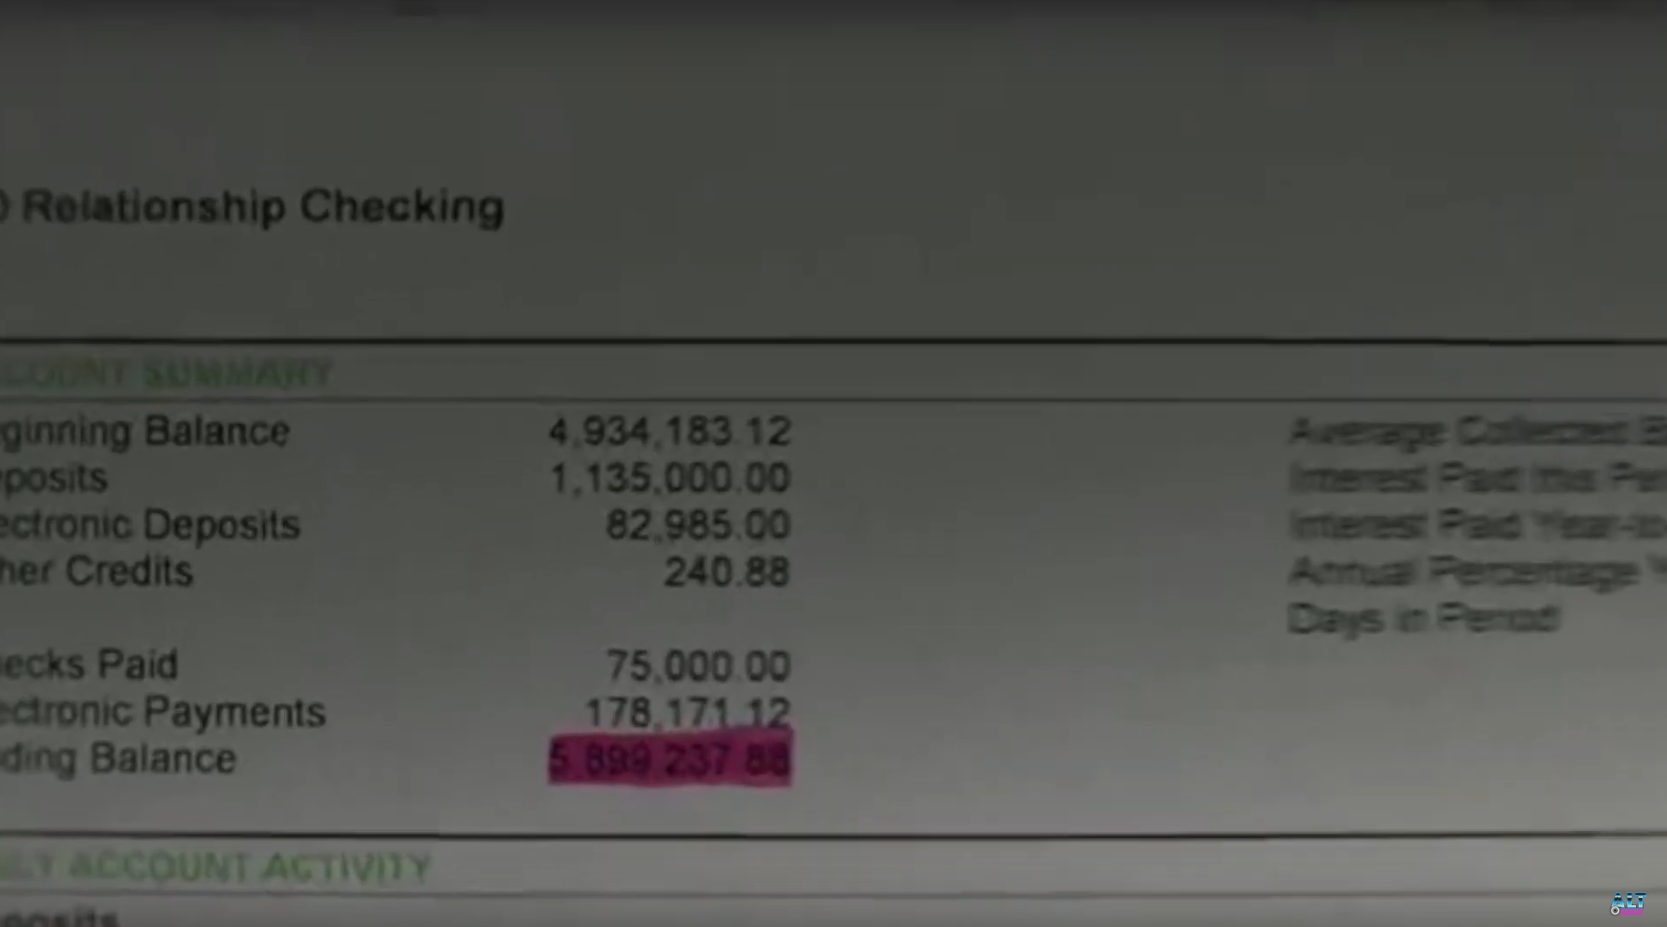 Relationship Checking
COUNT SUMMARY
ginning Balance 4,934,183.12 Average Collected B
posits 1,135,000.00 Interest Paid this Per
ectronic Deposits 82,985.00 Interest Paid Year-to
her Credits 240.88 Annual Percentage Y
Days in Period
ecks Paid 75,000.00
ectronic Payments 178,171.12
ding Balance 5,899,237.88
LY ACCOUNT ACTIVITY
posits
ALT